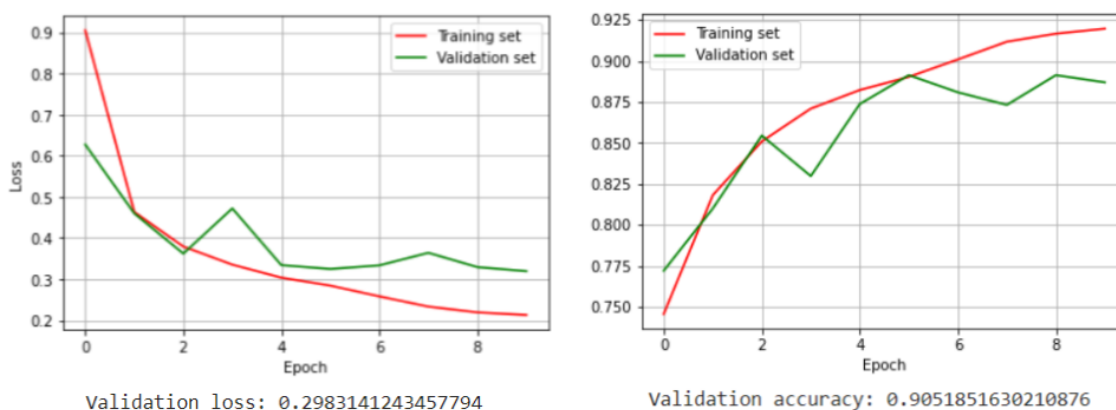 0.9
0.8
0.7
0.6
0.5
0.4
0.3
0.2
Loss
Training set
Validation set
0 2 4 6 8
Epoch
Validation loss: 0.2983141243457794
0.925
0.900
0.875
0.850
0.825
0.800
0.775
0.750
Training set
Validation set
0 2 4 6 8
Epoch
Validation accuracy: 0.9051851630210876